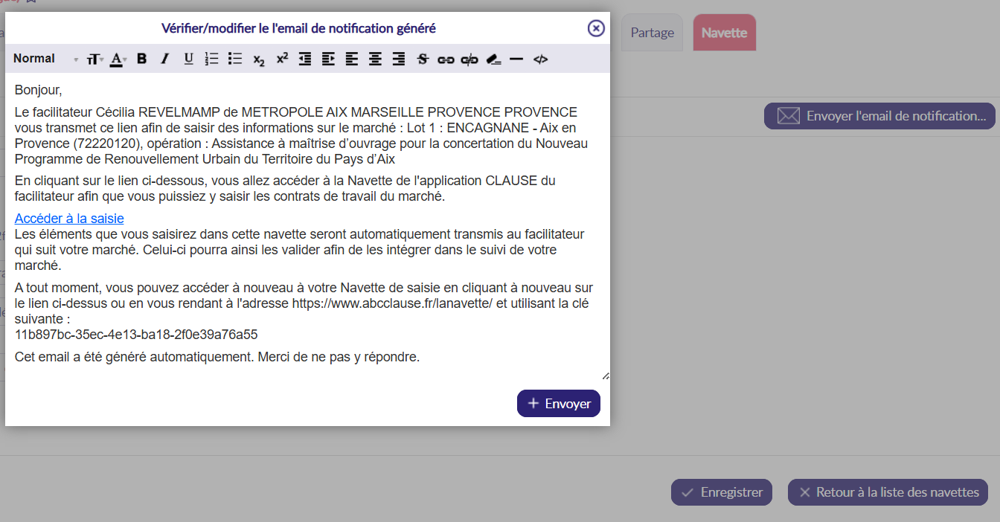 Vérifier/modifier le l'email de notification généré
Partage
Navette
Normal
Envoyer l'email de notification...
Bonjour,
Le facilitateur Cécilia REVELMAMP de METROPOLE AIX MARSEILLE PROVENCE PROVENCE
vous transmet ce lien afin de saisir des informations sur le marché : Lot 1 : ENCAGNANE - Aix en
Provence (72220120), opération : Assistance à maîtrise d’ouvrage pour la concertation du Nouveau
Programme de Renouvellement Urbain du Territoire du Pays d’Aix
En cliquant sur le lien ci-dessous, vous allez accéder à la Navette de l'application CLAUSE du
facilitateur afin que vous puissiez y saisir les contrats de travail du marché.
Accéder à la saisie
Les éléments que vous saisirez dans cette navette seront automatiquement transmis au facilitateur
qui suit votre marché. Celui-ci pourra ainsi les valider afin de les intégrer dans le suivi de votre
marché.
A tout moment, vous pouvez accéder à nouveau à votre Navette de saisie en cliquant à nouveau sur
le lien ci-dessus ou en vous rendant à l'adresse https://www.abcclause.fr/lanavette/ et utilisant la clé
suivante :
11b897bc-35ec-4e13-ba18-2f0e39a76a55
Cet email a été généré automatiquement. Merci de ne pas y répondre.
Envoyer
Enregistrer
Retour à la liste des navettes